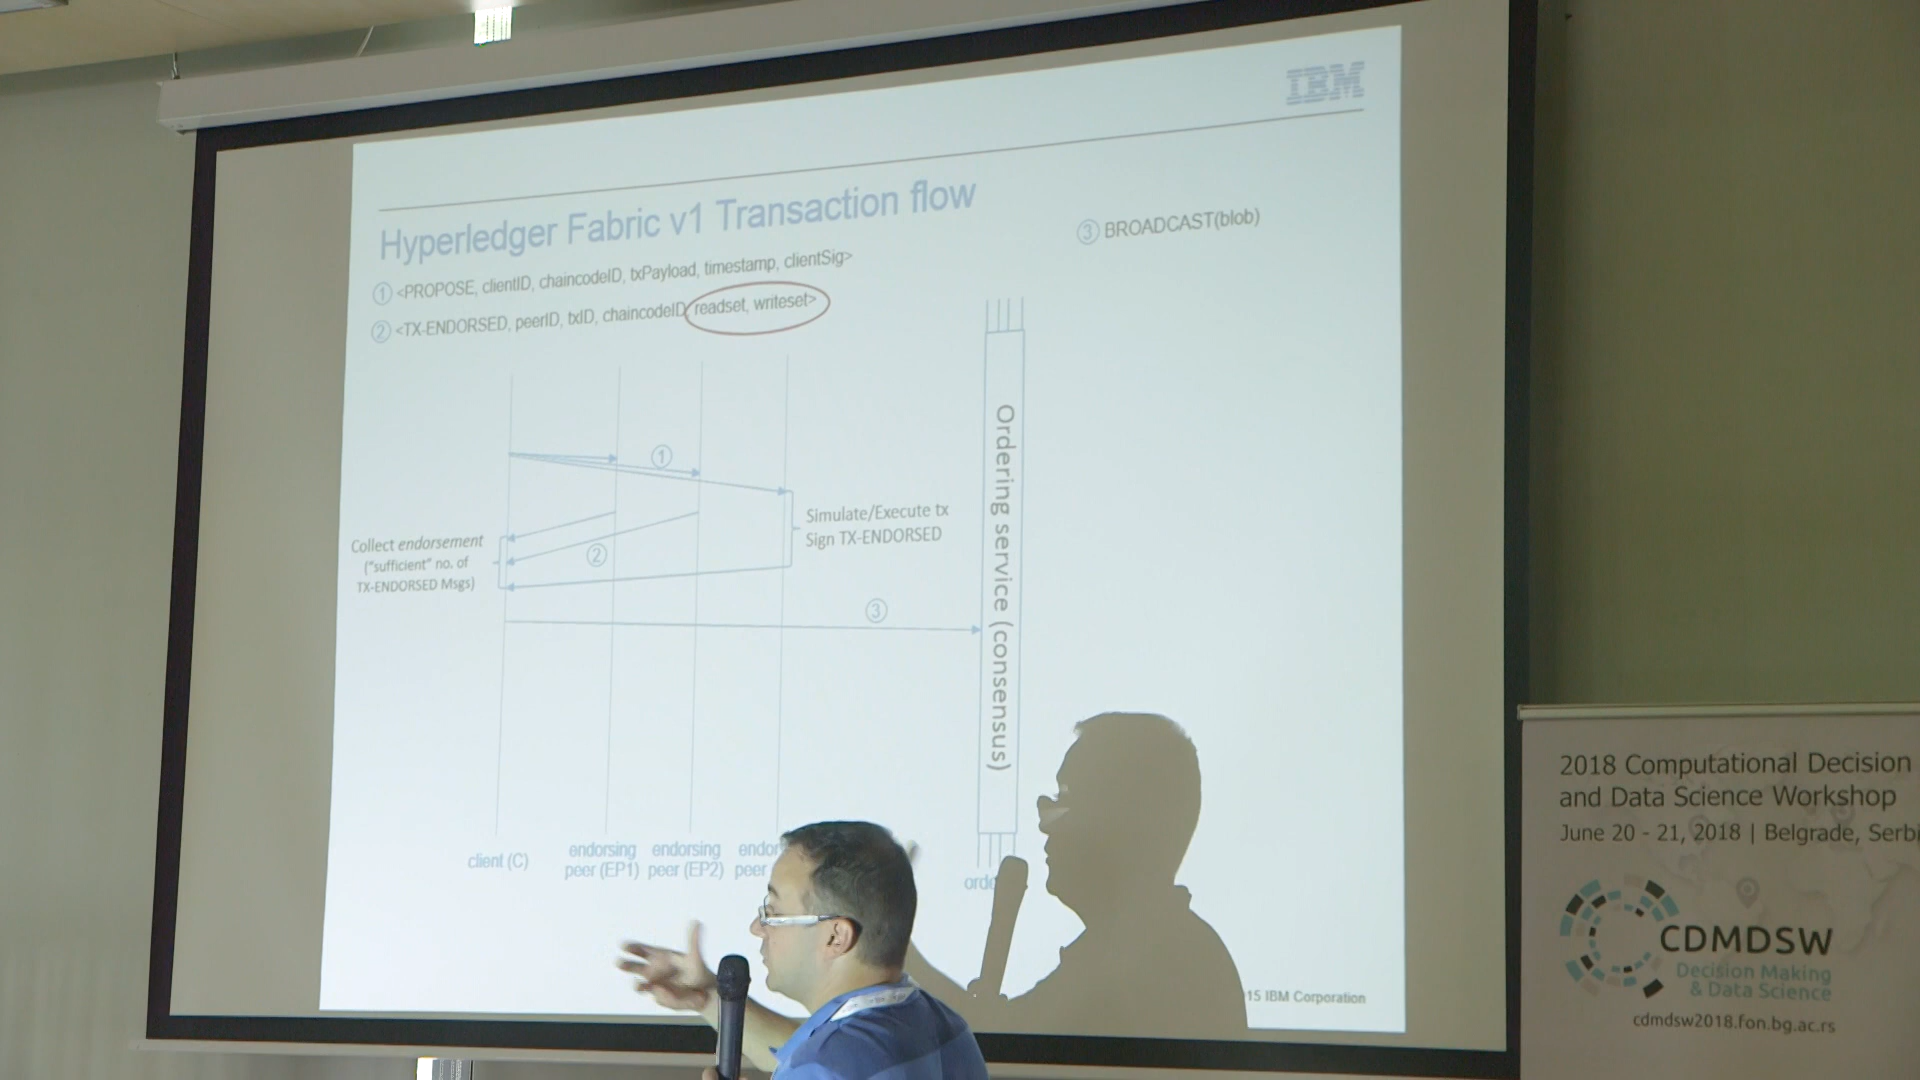 IBM
Hyperledger Fabric v1 Transaction flow
① <PROPOSE, clientID, chaincodeID, txPayload, timestamp, clientSig>
② <TX-ENDORSED, peerID, txID, chaincodeID, readset, writeset>
③ BROADCAST(blob)
①
Simulate/Execute tx
Sign TX-ENDORSED
Collect endorsement
("sufficient" no. of
TX-ENDORSED Msgs)
②
③
Ordering service (consensus)
client (C)
endorsing
peer (EP1)
endorsing
peer (EP2)
peer
15 IBM Corporation
2018 Computational Decision
and Data Science Workshop
June 20 - 21, 2018 | Belgrade,
CDMDSW
Decision Making
& Data Science
cdmdsw2018.fon.bg.ac.rs